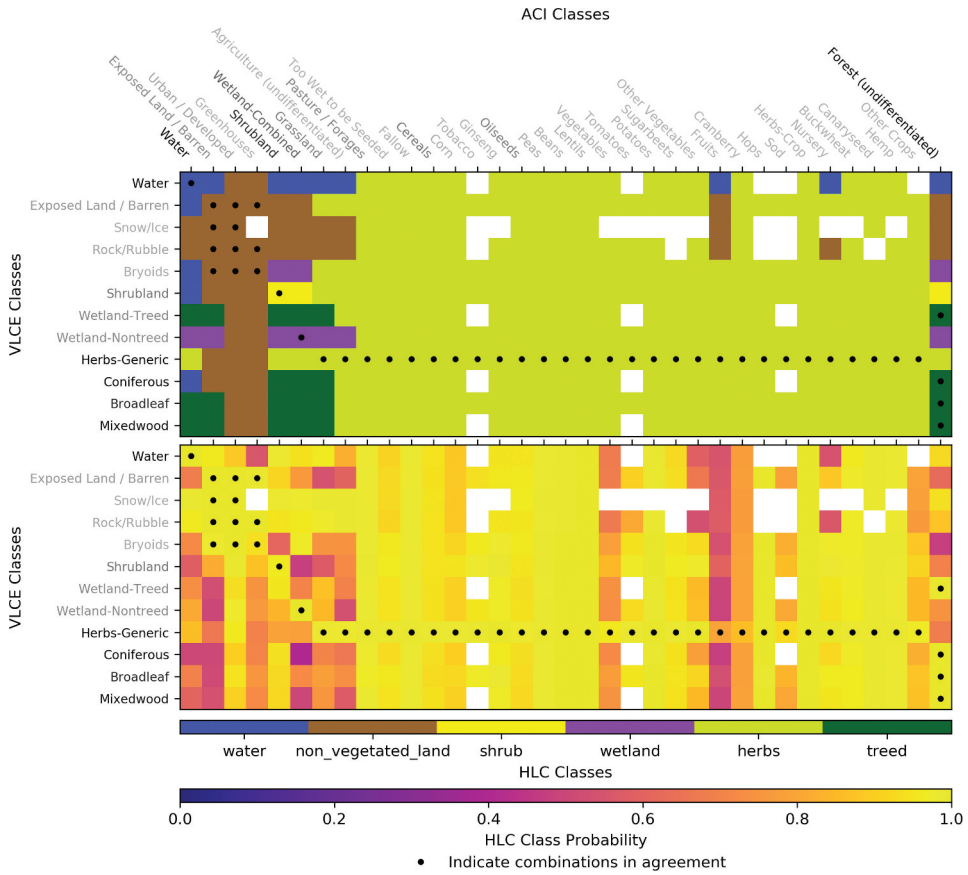 ACI Classes
Water
Exposed Land / Barren
Urban / Developed
Greenhouses
Shrubland
Wetland-Combined
Grassland
Agriculture (undifferentiated)
Too Wet to be Seeded
Pasture / Forages
Fallow
Cereals
Corn
Tobacco
Ginseng
Oilseeds
Peas
Beans
Lentils
Vegetables
Tomatoes
Potatoes
Sugarbeets
Other Vegetables
Fruits
Cranberry
Hops
Sod
Herbs-Crop
Nursery
Buckwheat
Canaryseed
Hemp
Other Crops
Forest (undifferentiated)
VLCE Classes
Water
Exposed Land / Barren
Snow/Ice
Rock/Rubble
Bryoids
Shrubland
Wetland-Treed
Wetland-Nontreed
Herbs-Generic
Coniferous
Broadleaf
Mixedwood
VLCE Classes
Water
Exposed Land / Barren
Snow/Ice
Rock/Rubble
Bryoids
Shrubland
Wetland-Treed
Wetland-Nontreed
Herbs-Generic
Coniferous
Broadleaf
Mixedwood
water non_vegetated_land shrub wetland herbs treed
HLC Classes
0.0 0.2 0.4 0.6 0.8 1.0
HLC Class Probability
• Indicate combinations in agreement